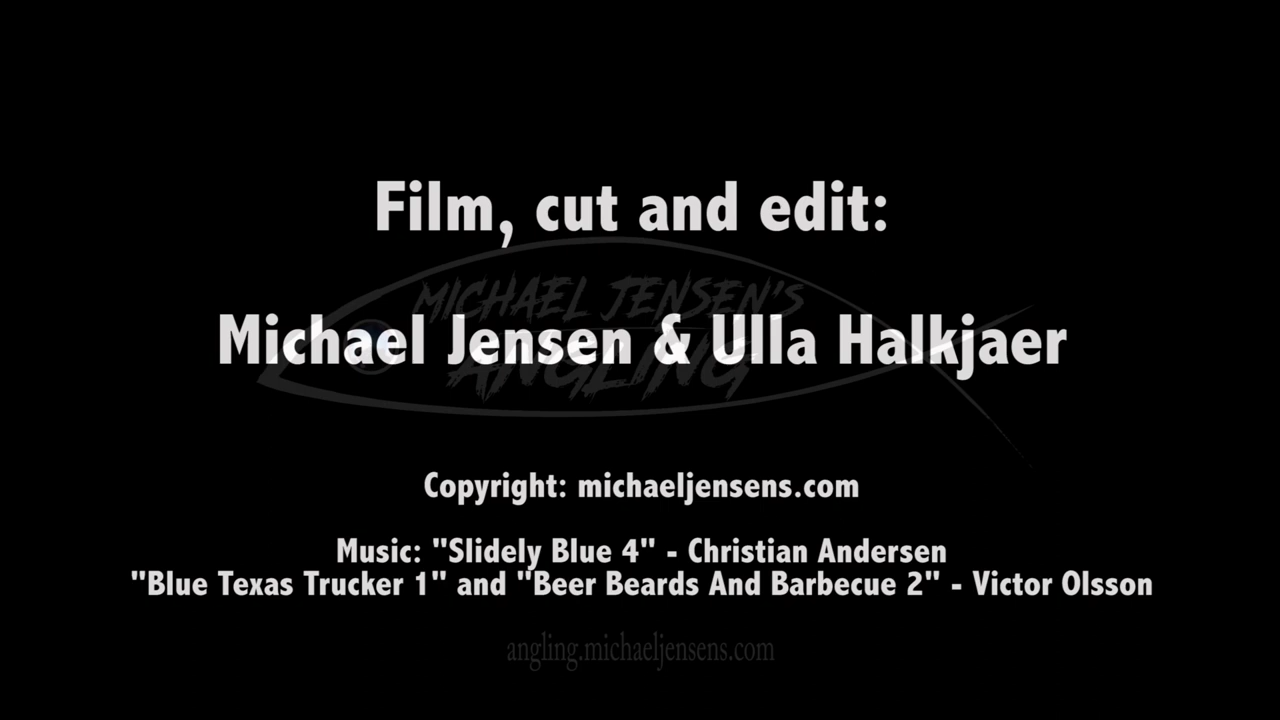 Film, cut and edit:
MICHAEL JENSEN'S
Michael Jensen & Ulla Halkjaer
ANGLING
Copyright: michaeljensens.com
Music: "Slidely Blue 4" - Christian Andersen
"Blue Texas Trucker 1" and "Beer Beards And Barbecue 2" - Victor Olsson
angling.michaeljensens.com